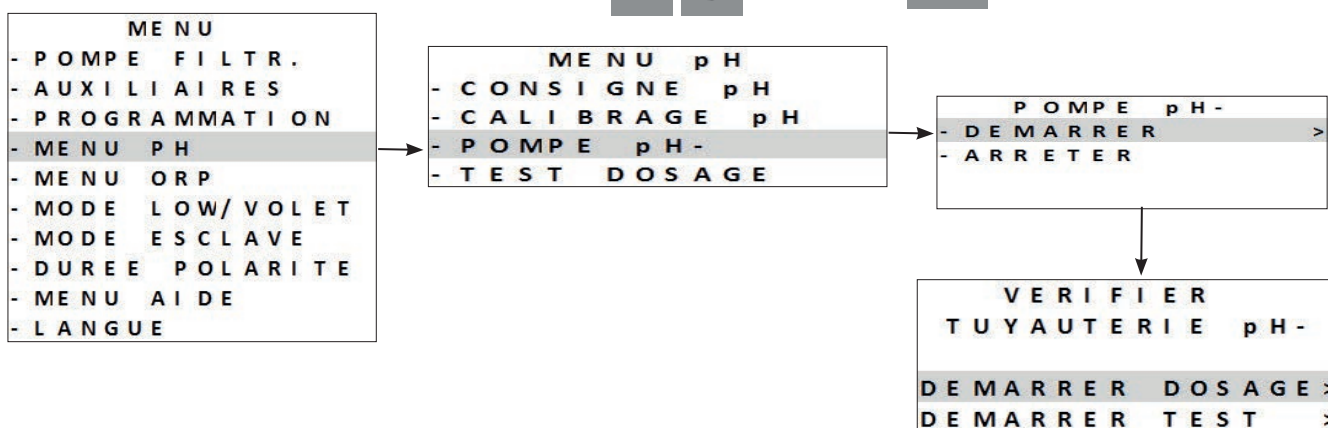 MENU
- POMPE FILTR.
- AUXILIAIRES
- PROGRAMMATION
- MENU PH
- MENU ORP
- MODE LOW/VOLET
- MODE ESCLAVE
- DUREE POLARITE
- MENU AIDE
- LANGUE
MENU pH
- CONSIGNE pH
- CALIBRAGE pH
- POMPE pH-
- TEST DOSAGE
POMPE pH-
- DEMARRER >
- ARRETER
VERIFIER
TUYAUTERIE pH-
DEMARRER DOSAGE>
DEMARRER TEST >